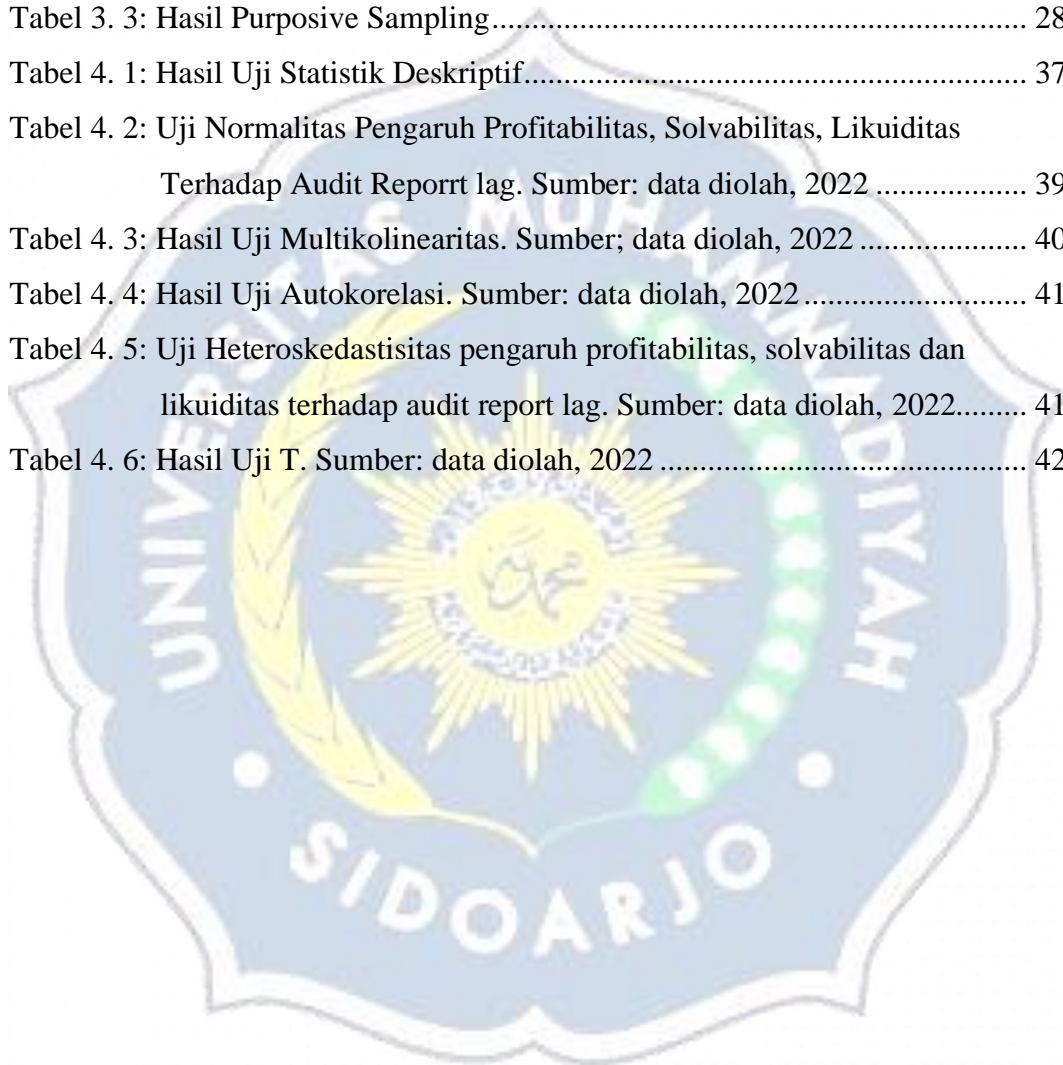 Tabel 3. 3: Hasil Purposive Sampling................................................................ 28
Tabel 4. 1: Hasil Uji Statistik Deskriptif............................................................ 37
Tabel 4. 2: Uji Normalitas Pengaruh Profitabilitas, Solvabilitas, Likuiditas
Terhadap Audit Reporrt lag. Sumber: data diolah, 2022 .................. 39
Tabel 4. 3: Hasil Uji Multikolinearitas. Sumber; data diolah, 2022 .................... 40
Tabel 4. 4: Hasil Uji Autokorelasi. Sumber: data diolah, 2022 ........................... 41
Tabel 4. 5: Uji Heteroskedastisitas pengaruh profitabilitas, solvabilitas dan
likuiditas terhadap audit report lag. Sumber: data diolah, 2022......... 41
Tabel 4. 6: Hasil Uji T. Sumber: data diolah, 2022 ............................................ 42
UNIVERSITAS MUHAMMADIYAH
SIDOARJO